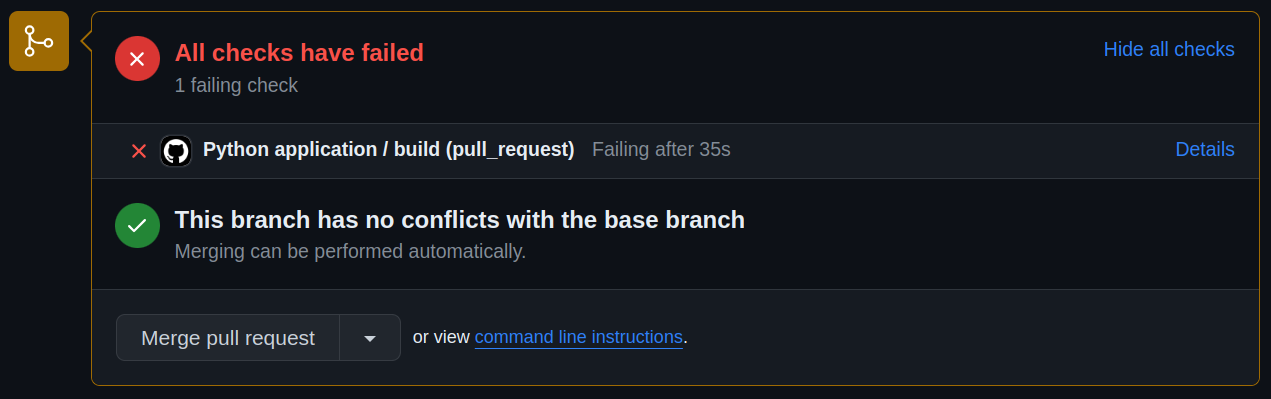 All checks have failed
Hide all checks
1 failing check
Python application / build (pull_request) Failing after 35s
Details
This branch has no conflicts with the base branch
Merging can be performed automatically.
Merge pull request
or view command line instructions.